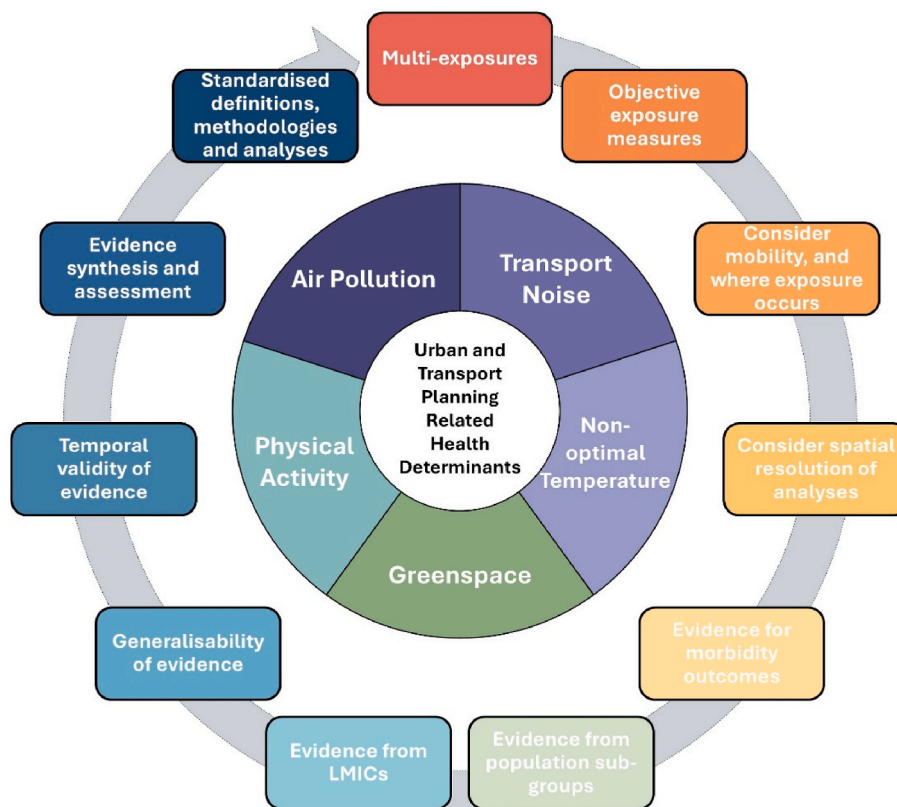 Multi-exposures
Objective
exposure
measures
Consider
mobility, and
where exposure
occurs
Consider spatial
resolution of
analyses
Evidence for
morbidity
outcomes
Evidence from
population sub-
groups
Evidence from
LMICs
Generalisability
of evidence
Temporal
validity of
evidence
Evidence
synthesis and
assessment
Standardised
definitions,
methodologies
and analyses
Air Pollution
Transport
Noise
Non-
optimal
Temperature
Greenspace
Physical
Activity
Urban and
Transport
Planning
Related
Health
Determinants